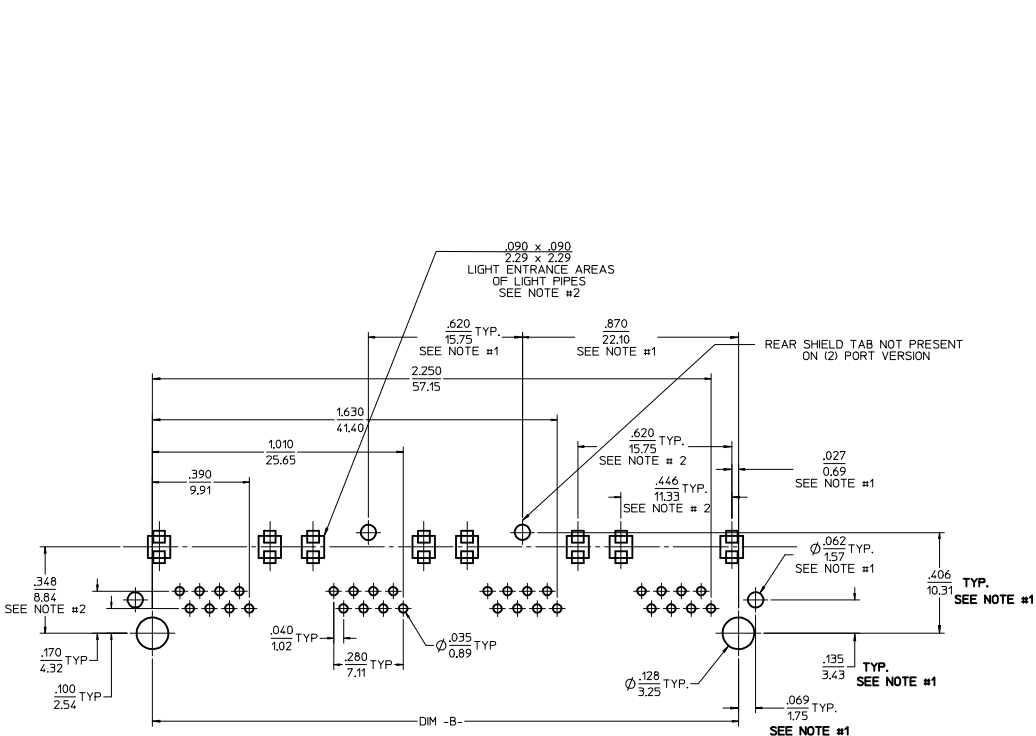 .090 x .090
2.29 x 2.29
LIGHT ENTRANCE AREAS
OF LIGHT PIPES
SEE NOTE #2
.620 TYP.
15.75
SEE NOTE #1
.870
22.10
SEE NOTE #1
REAR SHIELD TAB NOT PRESENT
ON (2) PORT VERSION
2.250
57.15
1.630
41.40
1.010
25.65
.390
9.91
.620 TYP.
15.75
SEE NOTE # 2
.446 TYP.
11.33
SEE NOTE # 2
.027
0.69
SEE NOTE #1
Ø .062 TYP.
1.57
SEE NOTE #1
.406 TYP.
10.31
SEE NOTE #1
.348
8.84
SEE NOTE #2
.170 TYP
4.32
.100 TYP
2.54
.040
1.02
.280 TYP
7.11
Ø .035 TYP
0.89
Ø .128 TYP.
3.25
.135 TYP.
3.43
SEE NOTE #1
.069 TYP.
1.75
SEE NOTE #1
DIM -B-